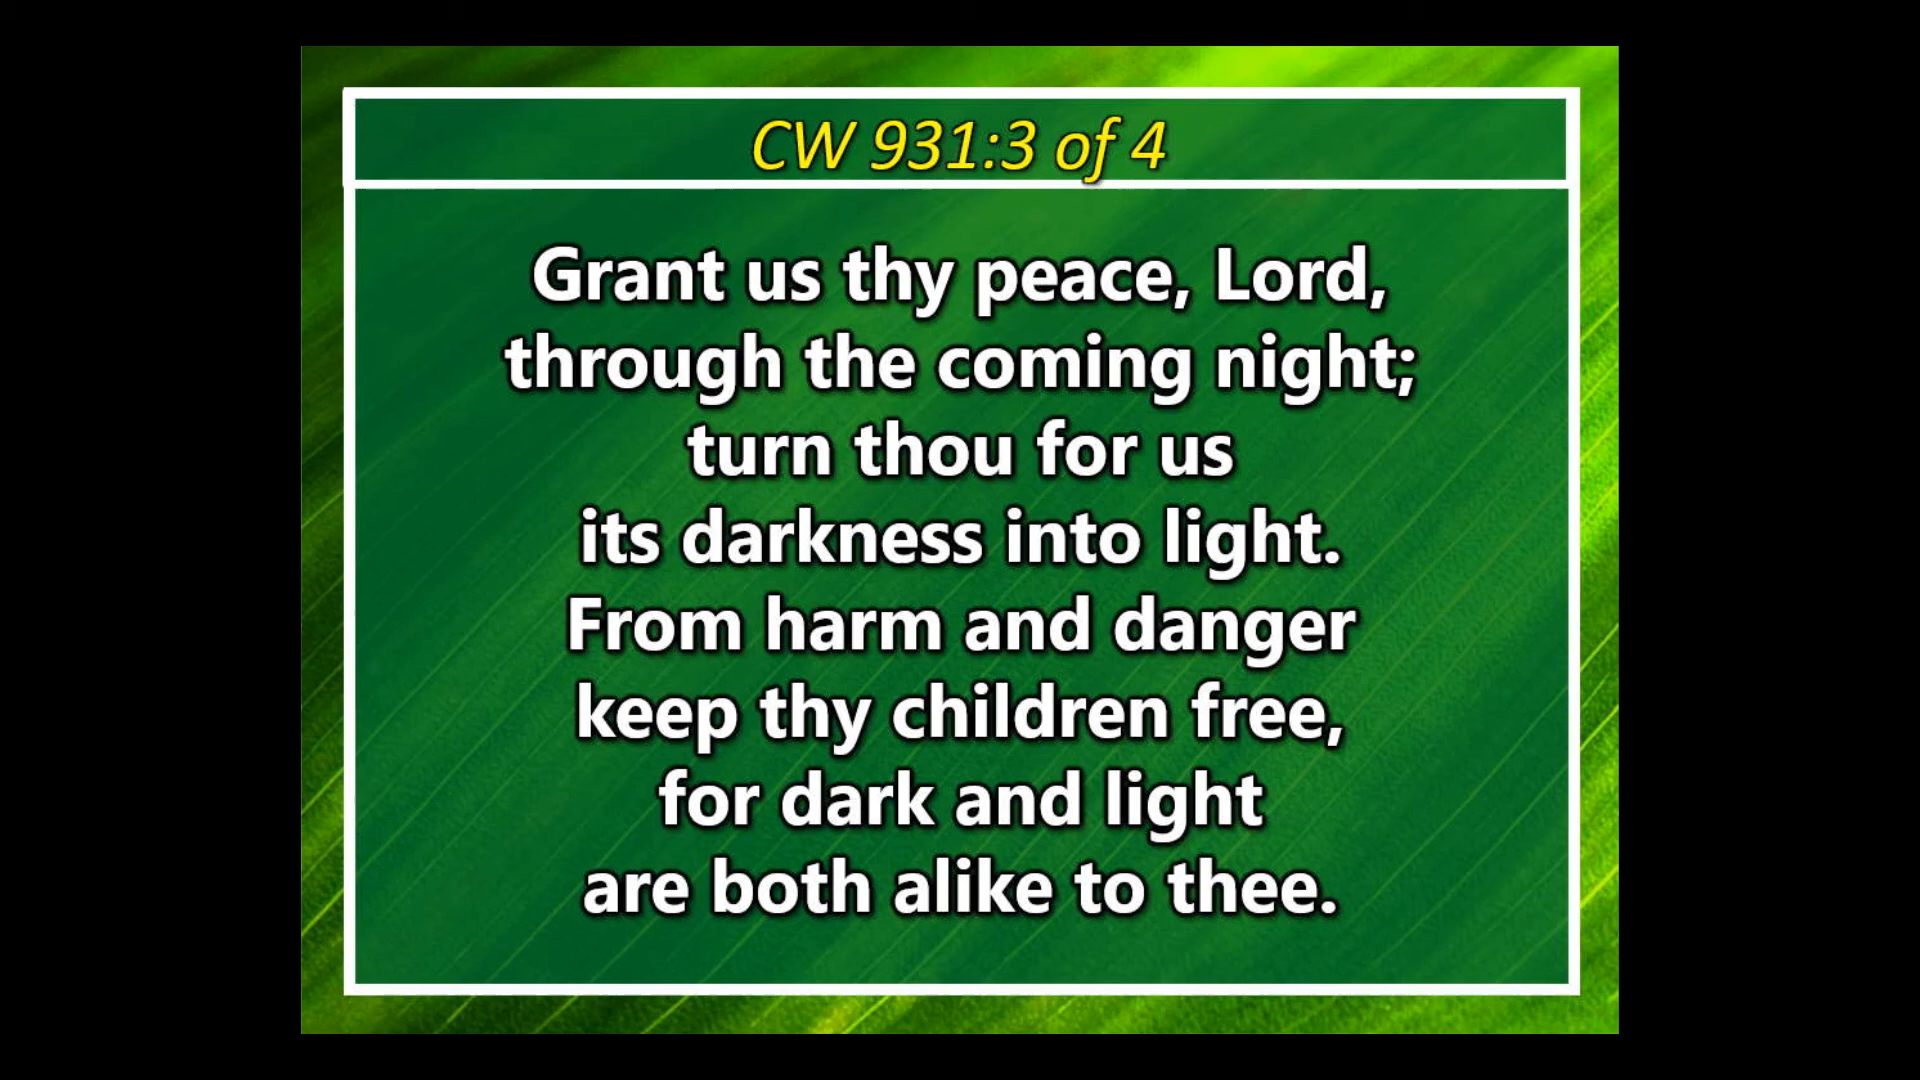 CW 931:3 of 4
Grant us thy peace, Lord,
through the coming night;
turn thou for us
its darkness into light.
From harm and danger
keep thy children free,
for dark and light
are both alike to thee.